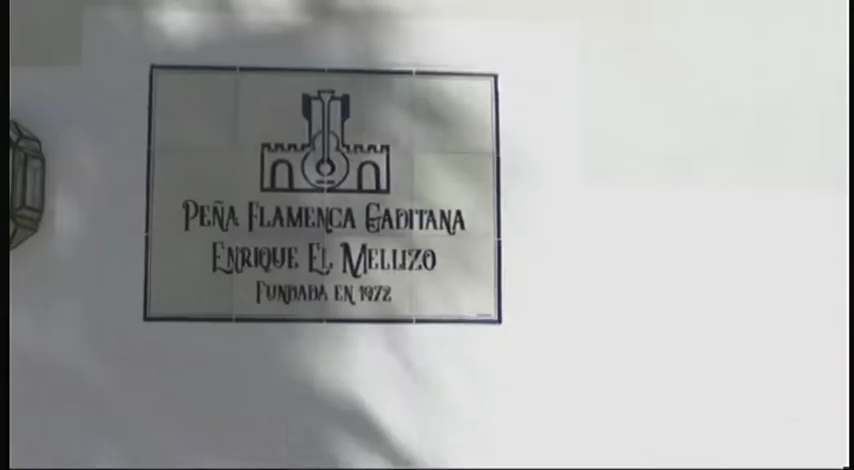 PEÑA FLAMENCA GADITANA
ENRIQUE EL MELLIZO
FUNDADA EN 1972